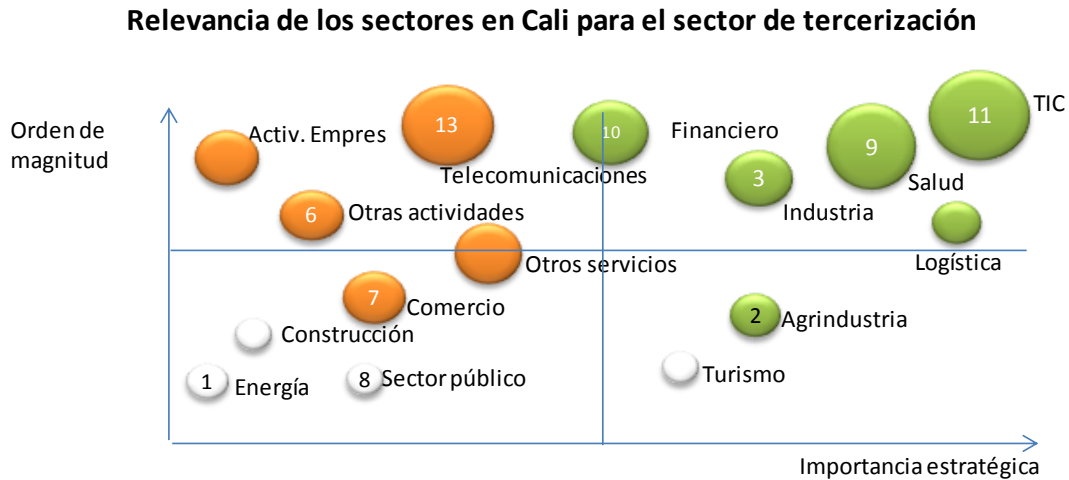 Relevancia de los sectores en Cali para el sector de tercerización
Orden de
magnitud
Activ. Empres
13
Telecomunicaciones
10
Financiero
3
Industria
9
Salud
11
TIC
6
Otras actividades
Otros servicios
Logística
7
Comercio
Construcción
2
Agrindustria
1
Energía
8
Sector público
Turismo
Importancia estratégica